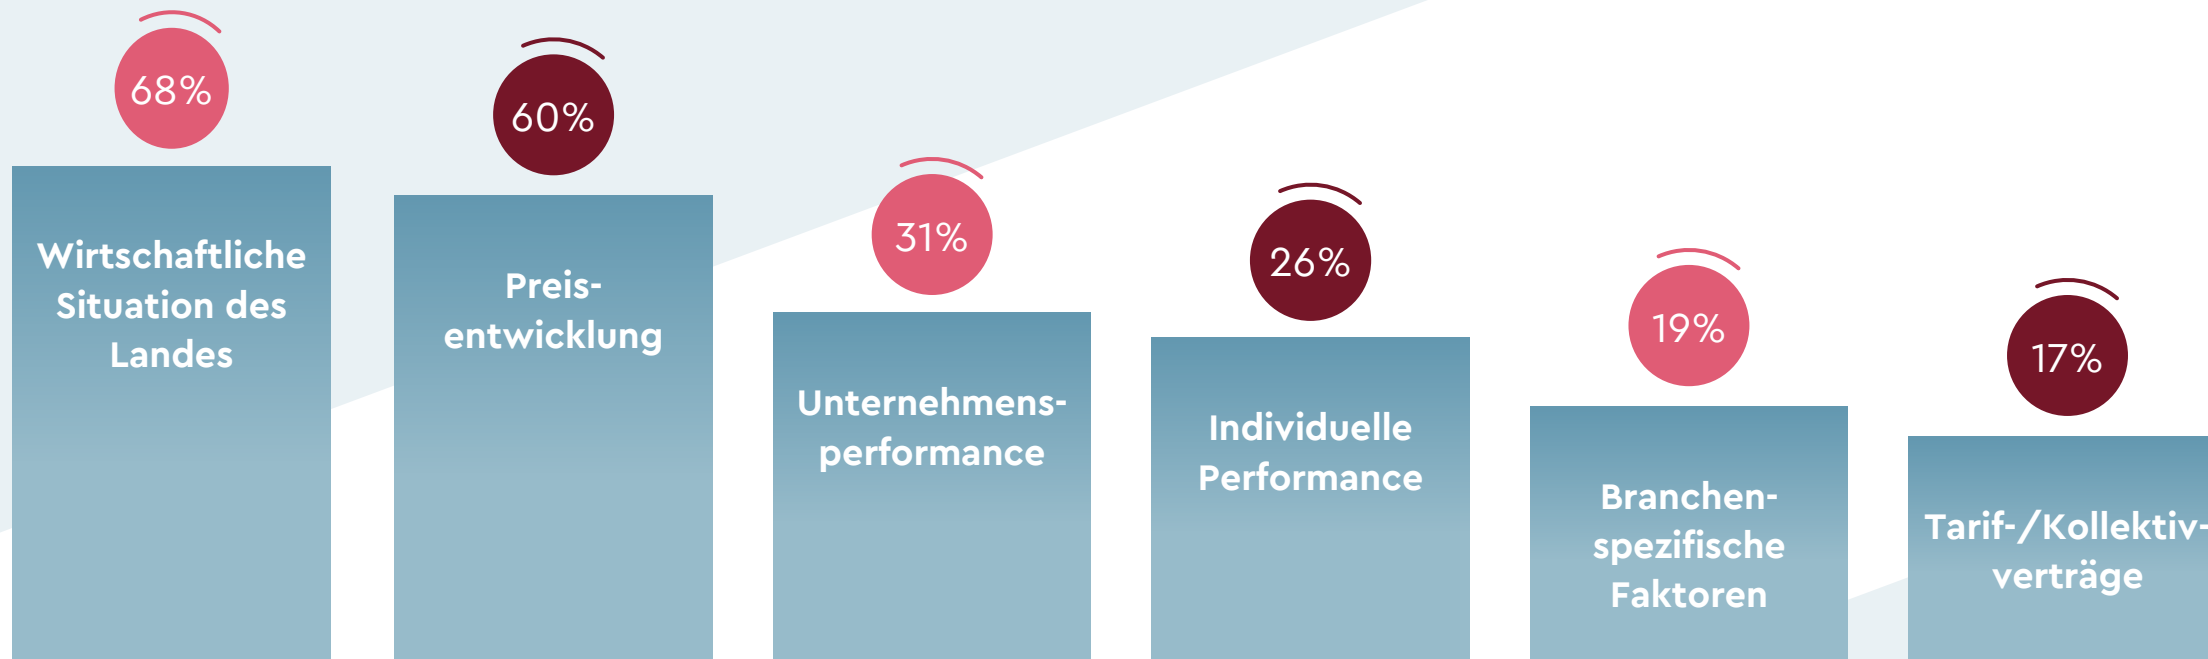 68%
Wirtschaftliche
Situation des
Landes
60%
Preis-
entwicklung
31%
Unternehmens-
performance
26%
Individuelle
Performance
19%
Branchen-
spezifische
Faktoren
17%
Tarif-/Kollektiv-
verträge